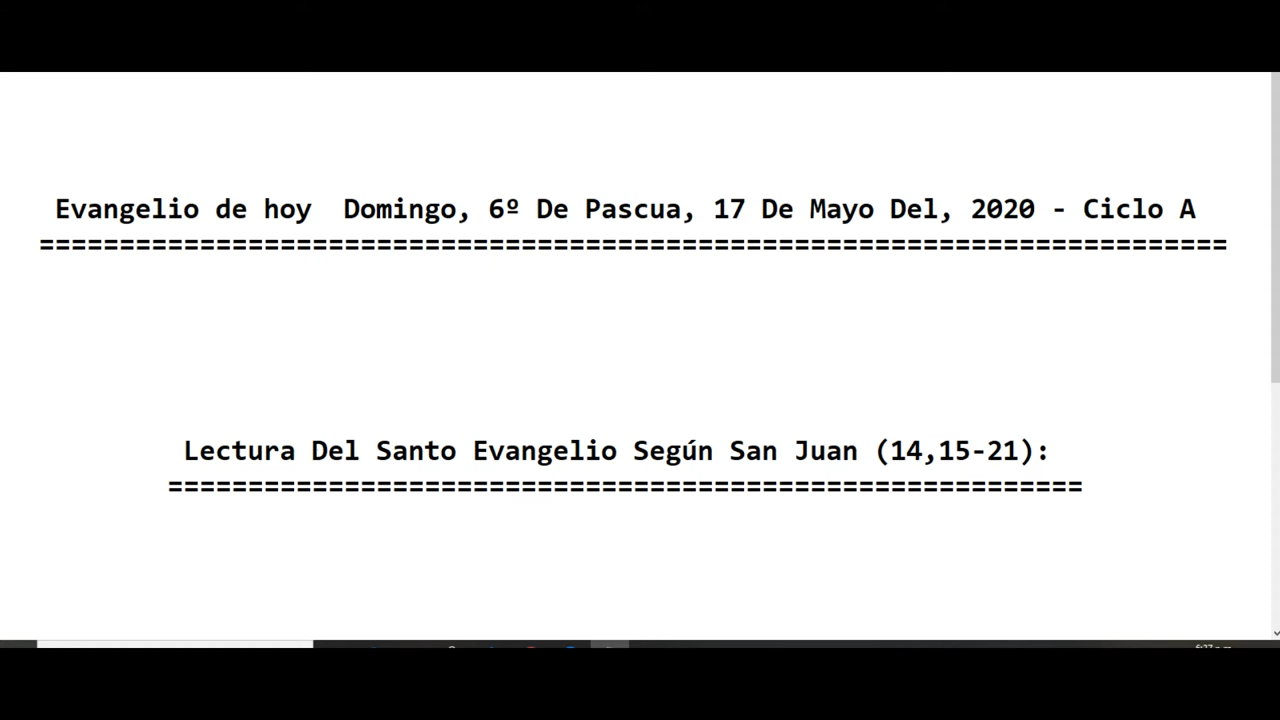 Evangelio de hoy  Domingo, 6º De Pascua, 17 De Mayo Del, 2020 - Ciclo A
==========================================================================
Lectura Del Santo Evangelio Según San Juan (14,15-21):
=========================================================